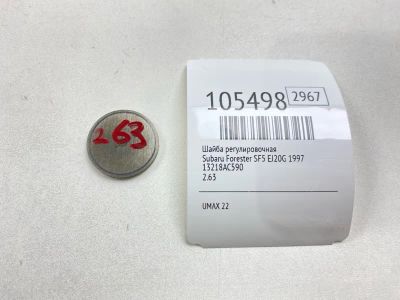 2.63
105498 2967
Шайба регулировочная
Subaru Forester SF5 EJ20G 1997
13218AC590
2.63
UMAX 22